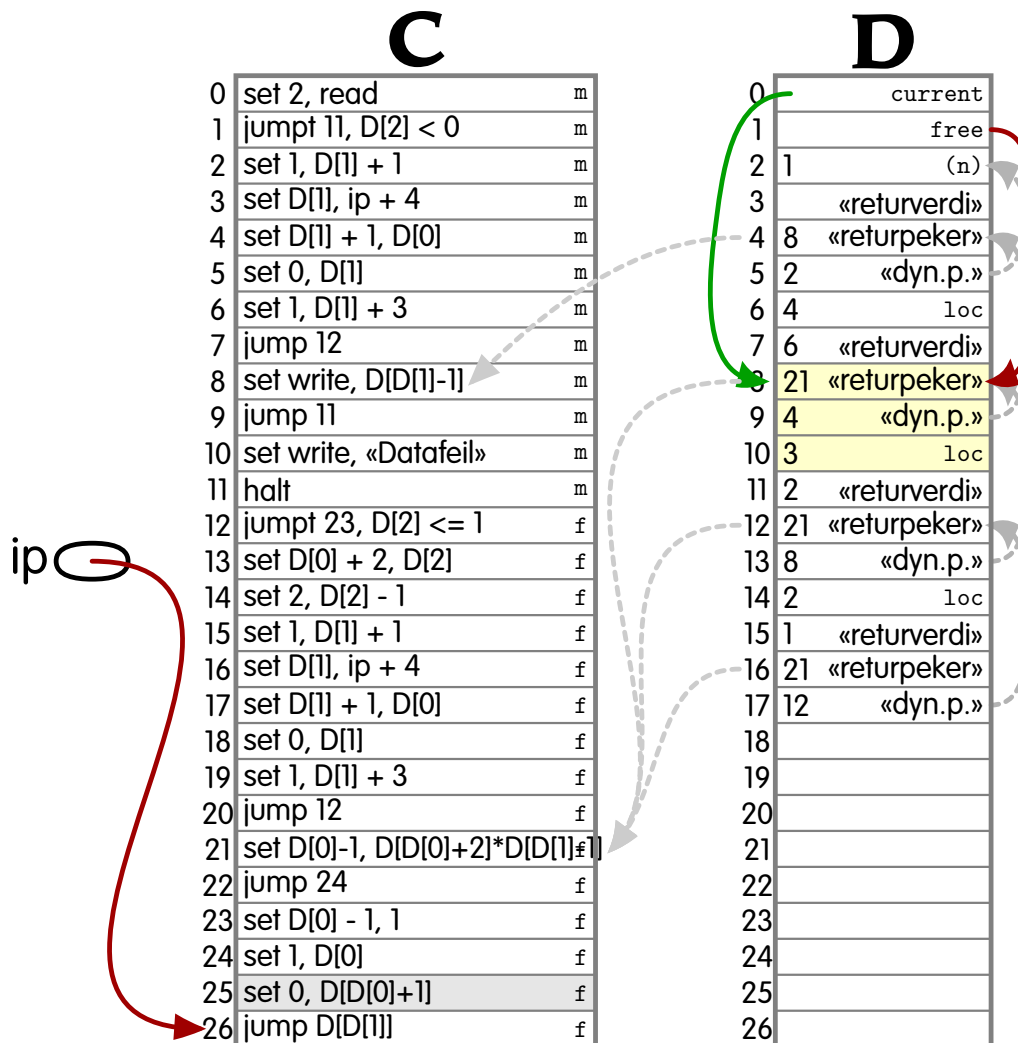 C
0 set 2, read m
1 jumpt 11, D[2] < 0 m
2 set 1, D[1] + 1 m
3 set D[1], ip + 4 m
4 set D[1] + 1, D[0] m
5 set 0, D[1] m
6 set 1, D[1] + 3 m
7 jump 12 m
8 set write, D[D[1]-1] m
9 jump 11 m
10 set write, «Datafeil» m
11 halt m
12 jumpt 23, D[2] <= 1 f
13 set D[0] + 2, D[2] f
14 set 2, D[2] - 1 f
15 set 1, D[1] + 1 f
16 set D[1], ip + 4 f
17 set D[1] + 1, D[0] f
18 set 0, D[1] f
19 set 1, D[1] + 3 f
20 jump 12 f
21 set D[0]-1, D[D[0]+2]*D[D[1]+1] f
22 jump 24 f
23 set D[0] - 1, 1 f
24 set 1, D[0] f
25 set 0, D[D[0]+1] f
26 jump D[D[1]] f
ip
D
0 current
1 free
2 1 (n)
3 «returverdi»
4 8 «returpeker»
5 2 «dyn.p.»
6 4 loc
7 6 «returverdi»
8 21 «returpeker»
9 4 «dyn.p.»
10 3 loc
11 2 «returverdi»
12 21 «returpeker»
13 8 «dyn.p.»
14 2 loc
15 1 «returverdi»
16 21 «returpeker»
17 12 «dyn.p.»
18
19
20
21
22
23
24
25
26